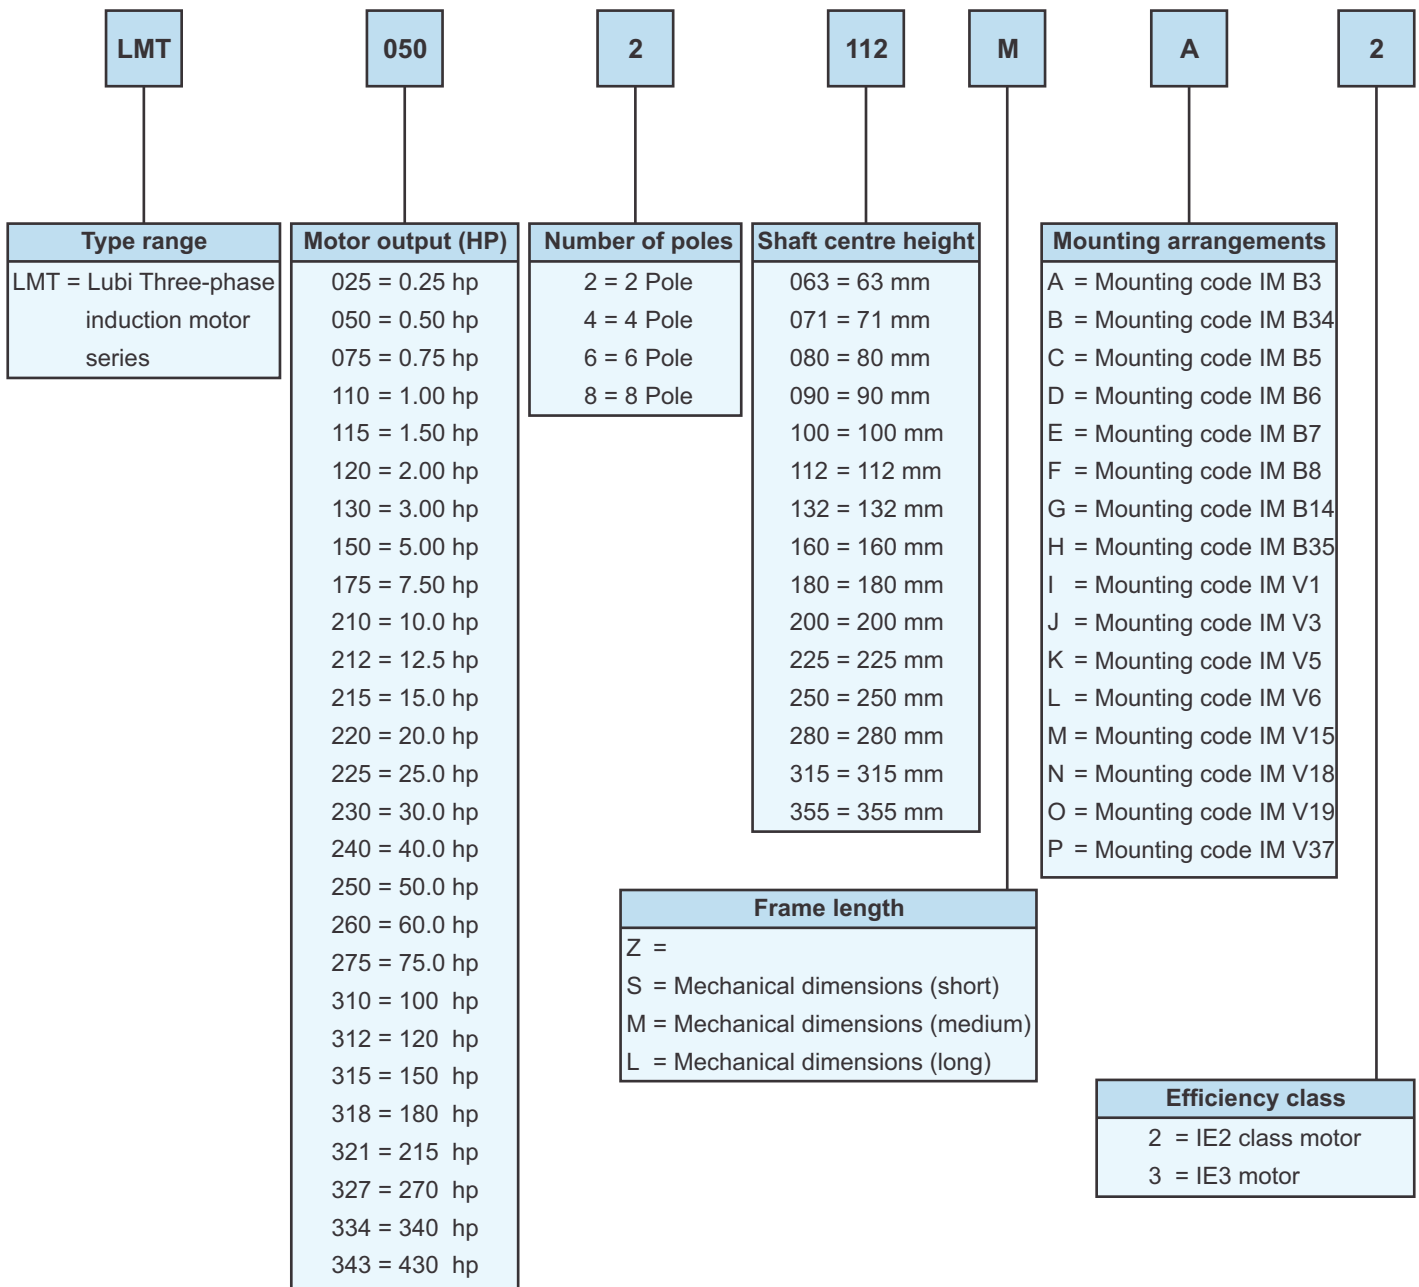 LMT 050 2 112 M A 2
Type range
LMT = Lubi Three-phase
induction motor
series
Motor output (HP)
025 = 0.25 hp
050 = 0.50 hp
075 = 0.75 hp
110 = 1.00 hp
115 = 1.50 hp
120 = 2.00 hp
130 = 3.00 hp
150 = 5.00 hp
175 = 7.50 hp
210 = 10.0 hp
212 = 12.5 hp
215 = 15.0 hp
220 = 20.0 hp
225 = 25.0 hp
230 = 30.0 hp
240 = 40.0 hp
250 = 50.0 hp
260 = 60.0 hp
275 = 75.0 hp
310 = 100 hp
312 = 120 hp
315 = 150 hp
318 = 180 hp
321 = 215 hp
327 = 270 hp
334 = 340 hp
343 = 430 hp
Number of poles
2 = 2 Pole
4 = 4 Pole
6 = 6 Pole
8 = 8 Pole
Shaft centre height
063 = 63 mm
071 = 71 mm
080 = 80 mm
090 = 90 mm
100 = 100 mm
112 = 112 mm
132 = 132 mm
160 = 160 mm
180 = 180 mm
200 = 200 mm
225 = 225 mm
250 = 250 mm
280 = 280 mm
315 = 315 mm
355 = 355 mm
Frame length
Z =
S = Mechanical dimensions (short)
M = Mechanical dimensions (medium)
L = Mechanical dimensions (long)
Mounting arrangements
A = Mounting code IM B3
B = Mounting code IM B34
C = Mounting code IM B5
D = Mounting code IM B6
E = Mounting code IM B7
F = Mounting code IM B8
G = Mounting code IM B14
H = Mounting code IM B35
I = Mounting code IM V1
J = Mounting code IM V3
K = Mounting code IM V5
L = Mounting code IM V6
M = Mounting code IM V15
N = Mounting code IM V18
O = Mounting code IM V19
P = Mounting code IM V37
Efficiency class
2 = IE2 class motor
3 = IE3 motor